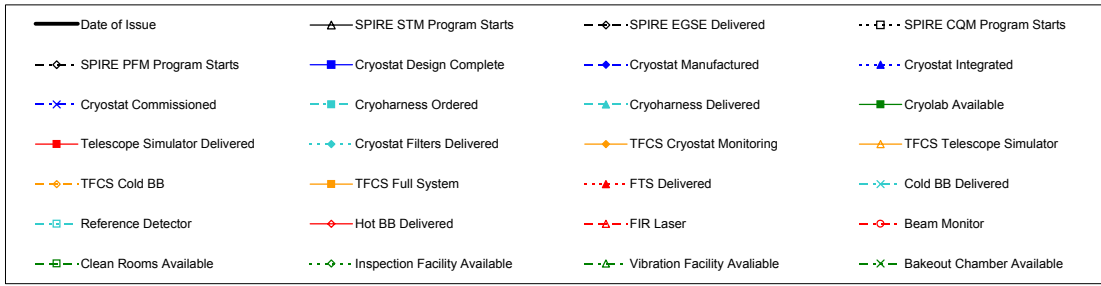 Date of Issue SPIRE STM Program Starts SPIRE EGSE Delivered SPIRE CQM Program Starts
SPIRE PFM Program Starts Cryostat Design Complete Cryostat Manufactured Cryostat Integrated
Cryostat Commissioned Cryoharness Ordered Cryoharness Delivered Cryolab Available
Telescope Simulator Delivered Cryostat Filters Delivered TFCS Cryostat Monitoring TFCS Telescope Simulator
TFCS Cold BB TFCS Full System FTS Delivered Cold BB Delivered
Reference Detector Hot BB Delivered FIR Laser Beam Monitor
Clean Rooms Available Inspection Facility Available Vibration Facility Avaliable Bakeout Chamber Available